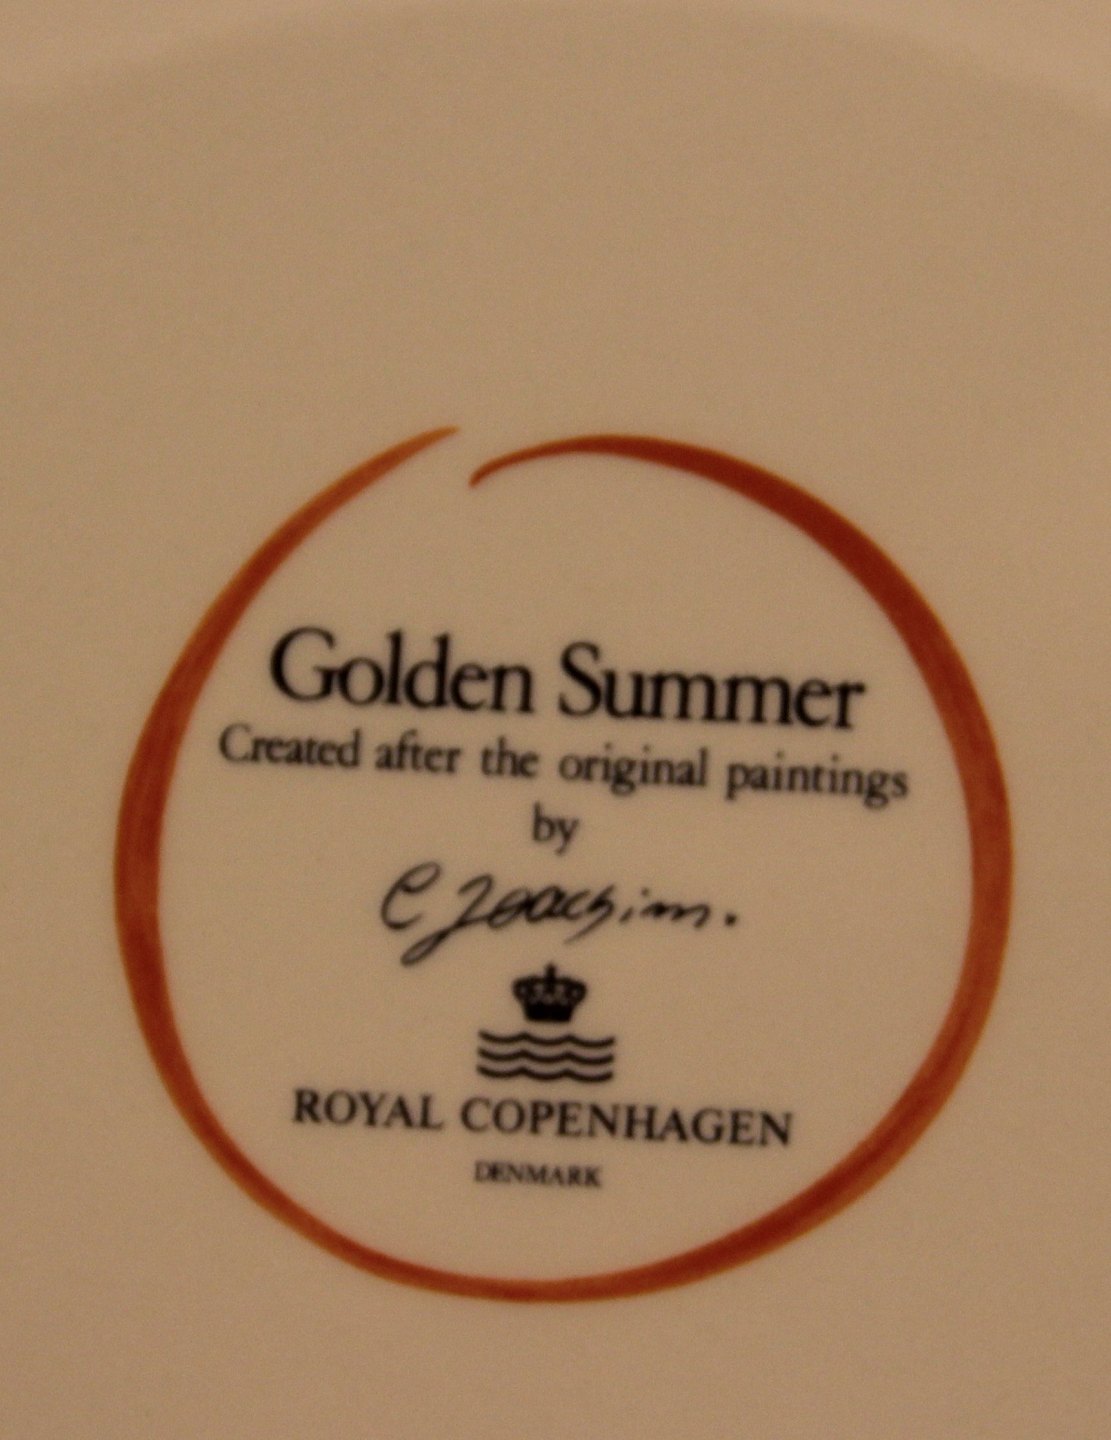 Golden Summer
Created after the original paintings
by
C Joachim.
ROYAL COPENHAGEN
DENMARK